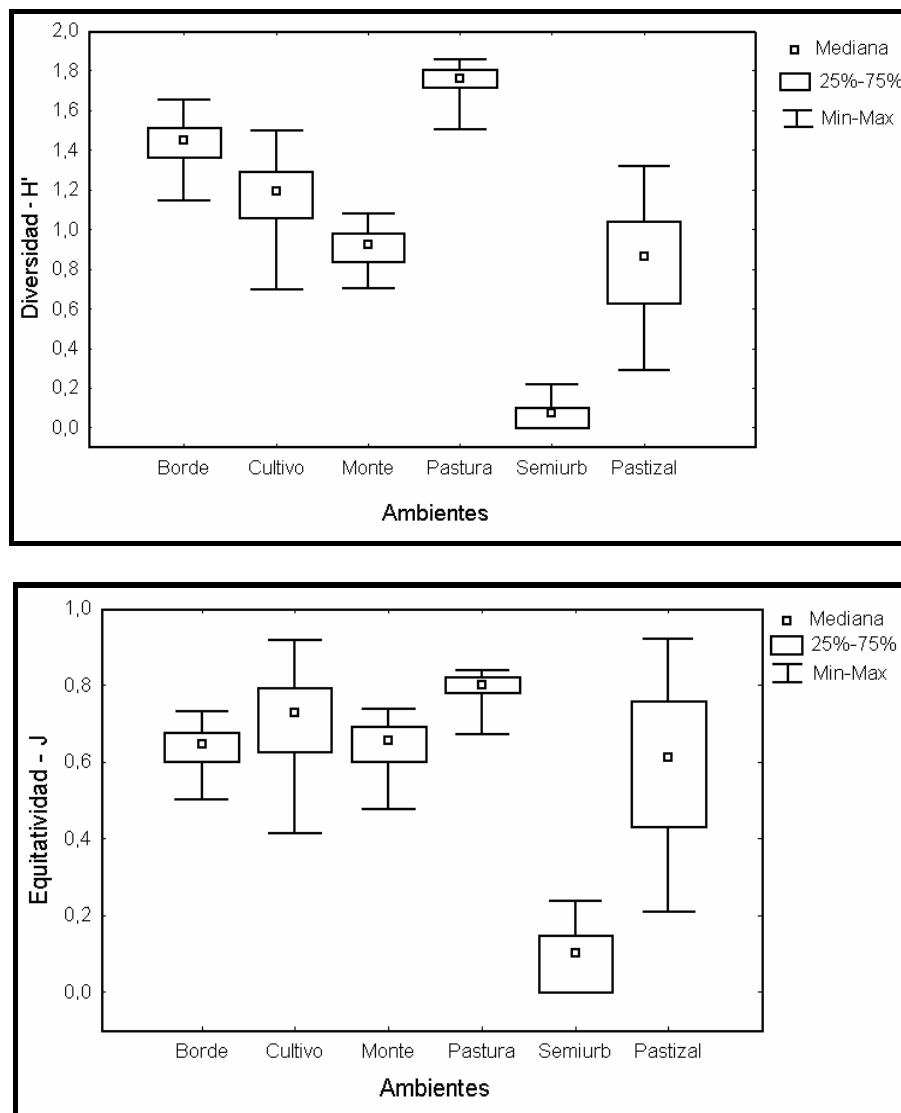 2,0
1,8
1,6
1,4
1,2
1,0
0,8
0,6
0,4
0,2
0,0
Diversidad - H'
Borde Cultivo Monte Pastura Semiurb Pastizal
Ambientes
Mediana
25%-75%
Min-Max
1,0
0,8
0,6
0,4
0,2
0,0
Equitatividad - J
Borde Cultivo Monte Pastura Semiurb Pastizal
Ambientes
Mediana
25%-75%
Min-Max